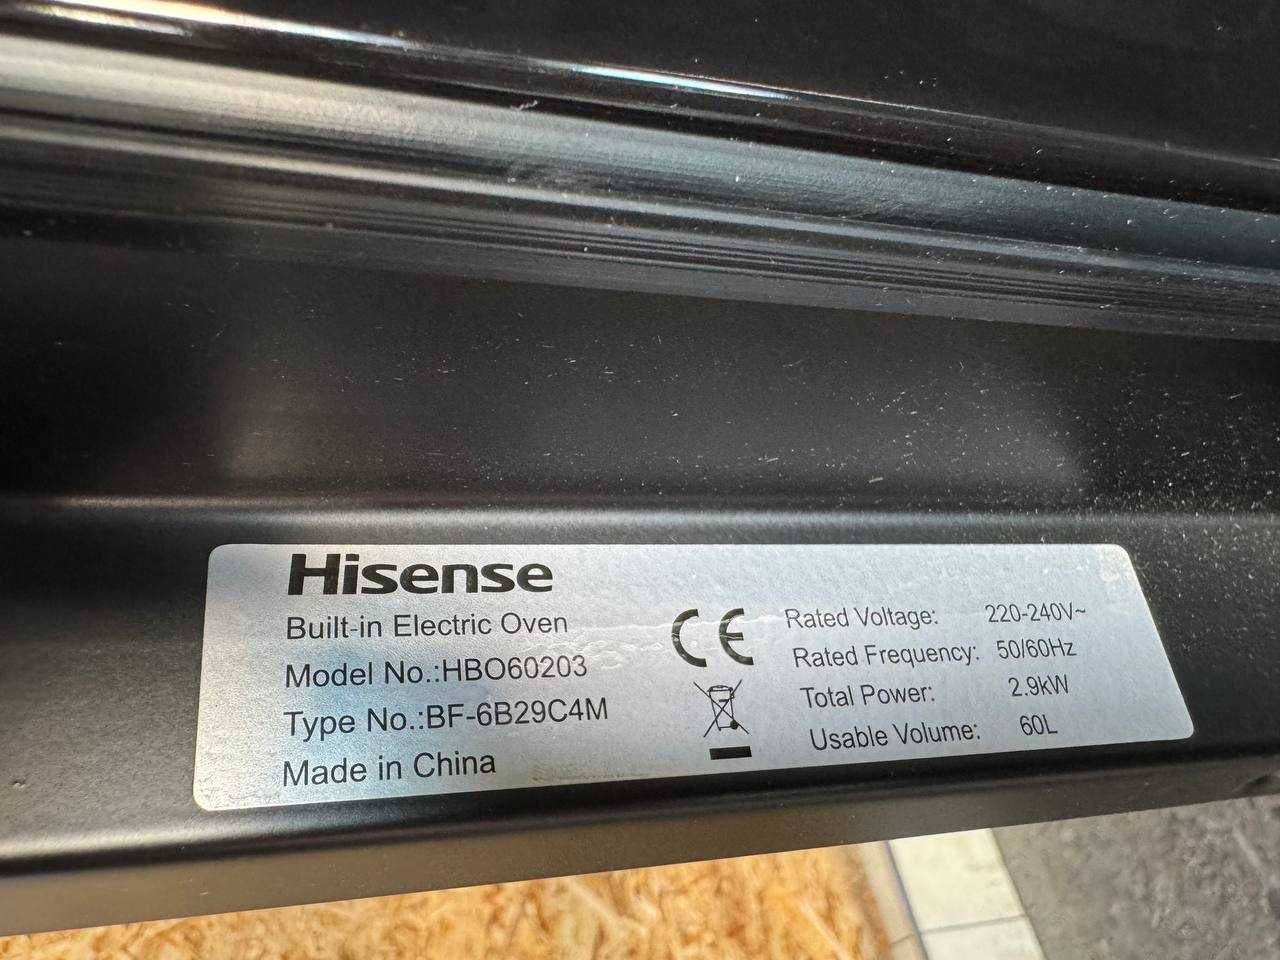 Hisense
Built-in Electric Oven
Model No.:HBO60203
Type No.:BF-6B29C4M
Made in China
CE
Rated Voltage: 220-240V~
Rated Frequency: 50/60Hz
Total Power: 2.9kW
Usable Volume: 60L